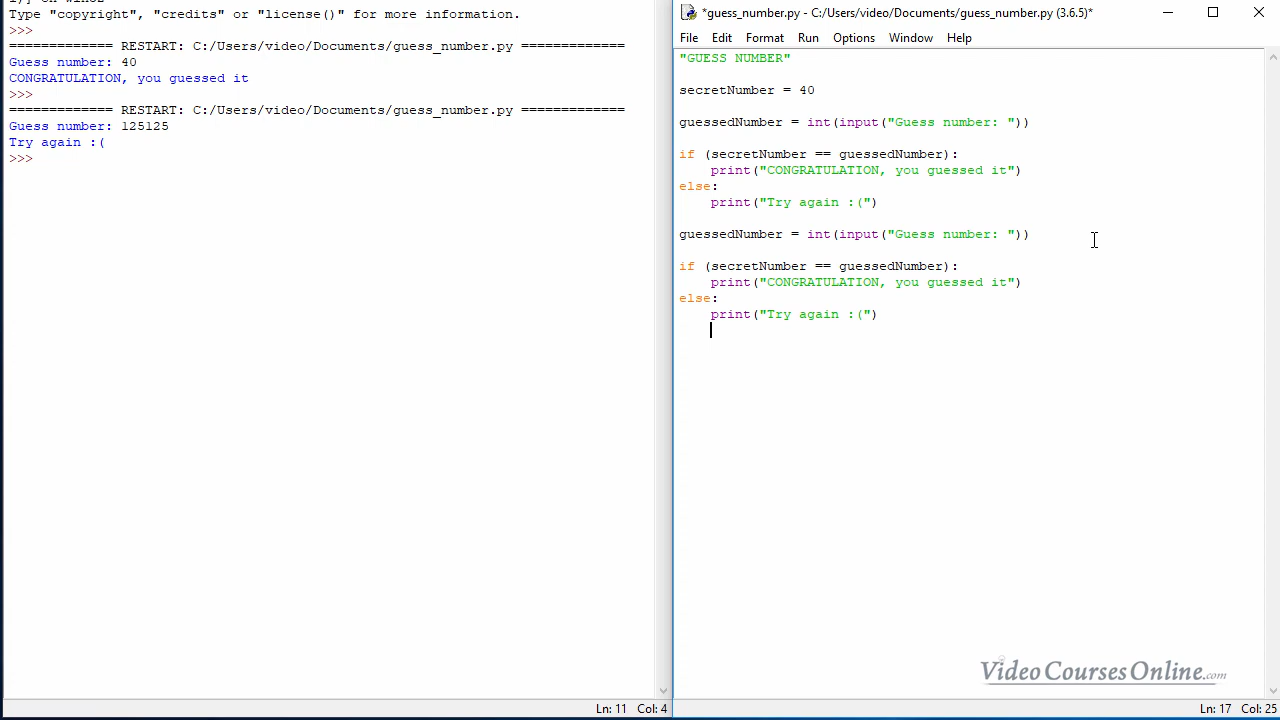 Type "copyright", "credits" or "license()" for more information.
>>>
============= RESTART: C:/Users/video/Documents/guess_number.py =============
Guess number: 40
CONGRATULATION, you guessed it
>>>
============= RESTART: C:/Users/video/Documents/guess_number.py =============
Guess number: 125125
Try again :(
>>>
Ln: 11 Col: 4
*guess_number.py - C:/Users/video/Documents/guess_number.py (3.6.5)*
File Edit Format Run Options Window Help
"GUESS NUMBER"
secretNumber = 40
guessedNumber = int(input("Guess number: "))
if (secretNumber == guessedNumber):
    print("CONGRATULATION, you guessed it")
else:
    print("Try again :(")
guessedNumber = int(input("Guess number: "))
if (secretNumber == guessedNumber):
    print("CONGRATULATION, you guessed it")
else:
    print("Try again :(")
VideoCoursesOnline.com
Ln: 17 Col: 25